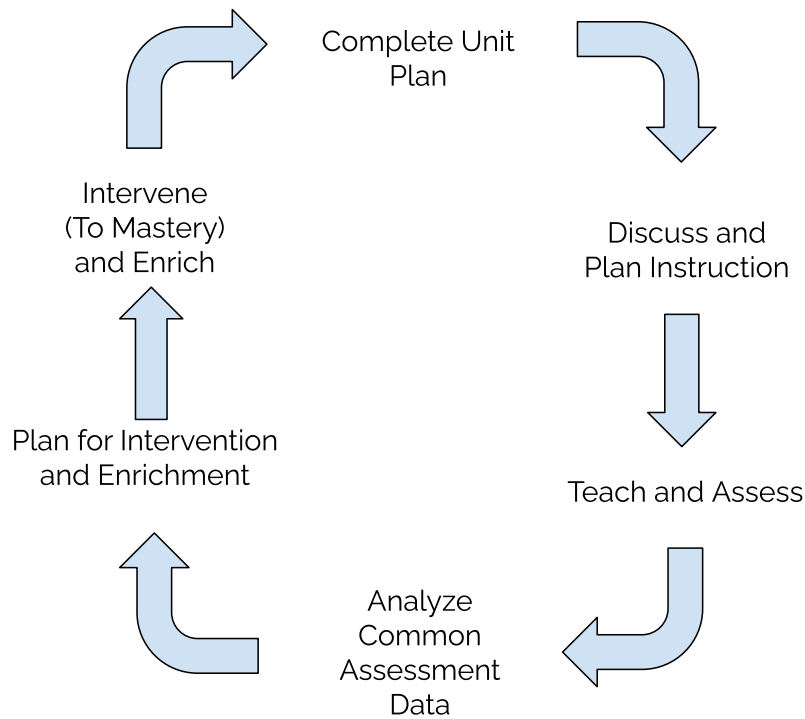 Complete Unit
Plan
Discuss and
Plan Instruction
Teach and Assess
Analyze
Common
Assessment
Data
Plan for Intervention
and Enrichment
Intervene
(To Mastery)
and Enrich